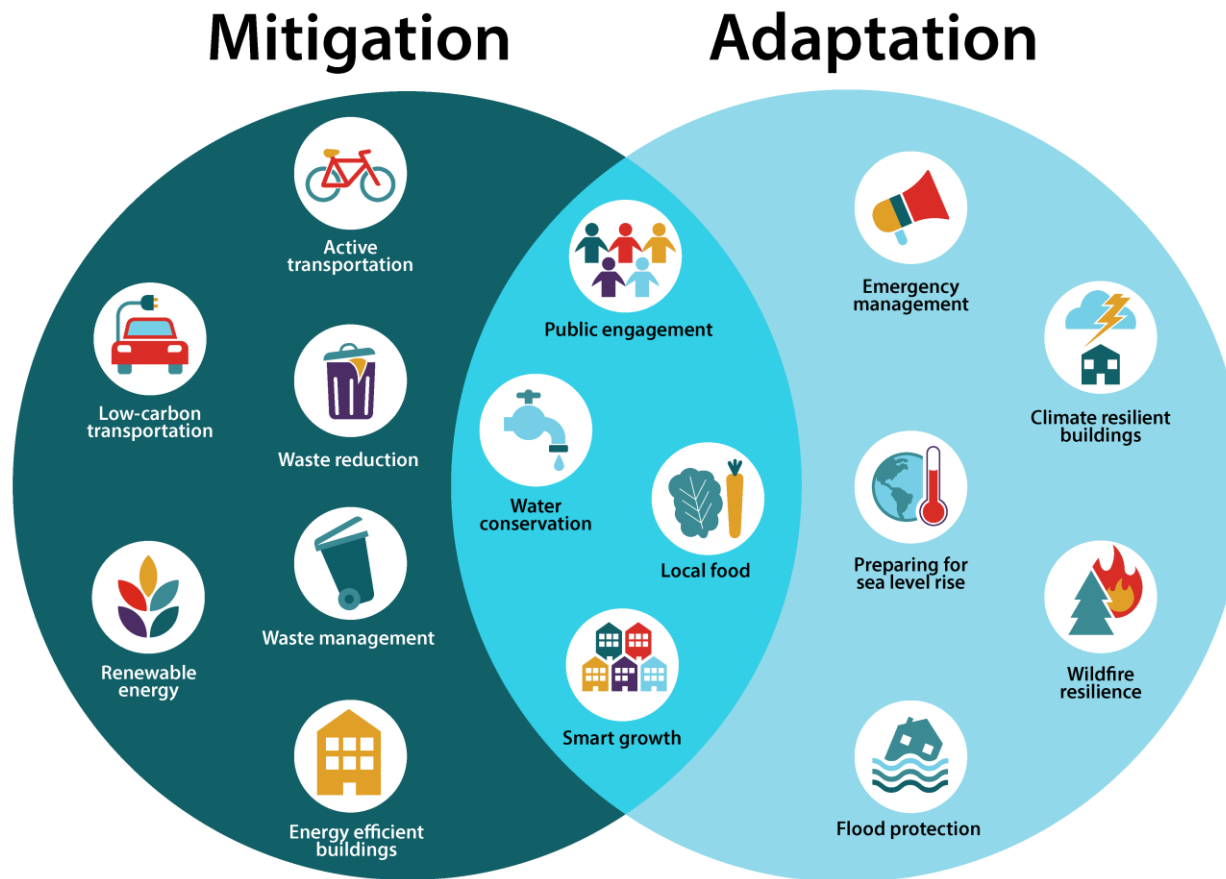 Mitigation
Adaptation
Active
transportation
Low-carbon
transportation
Waste reduction
Waste management
Renewable
energy
Energy efficient
buildings
Public engagement
Water
conservation
Local food
Smart growth
Emergency
management
Climate resilient
buildings
Preparing for
sea level rise
Wildfire
resilience
Flood protection